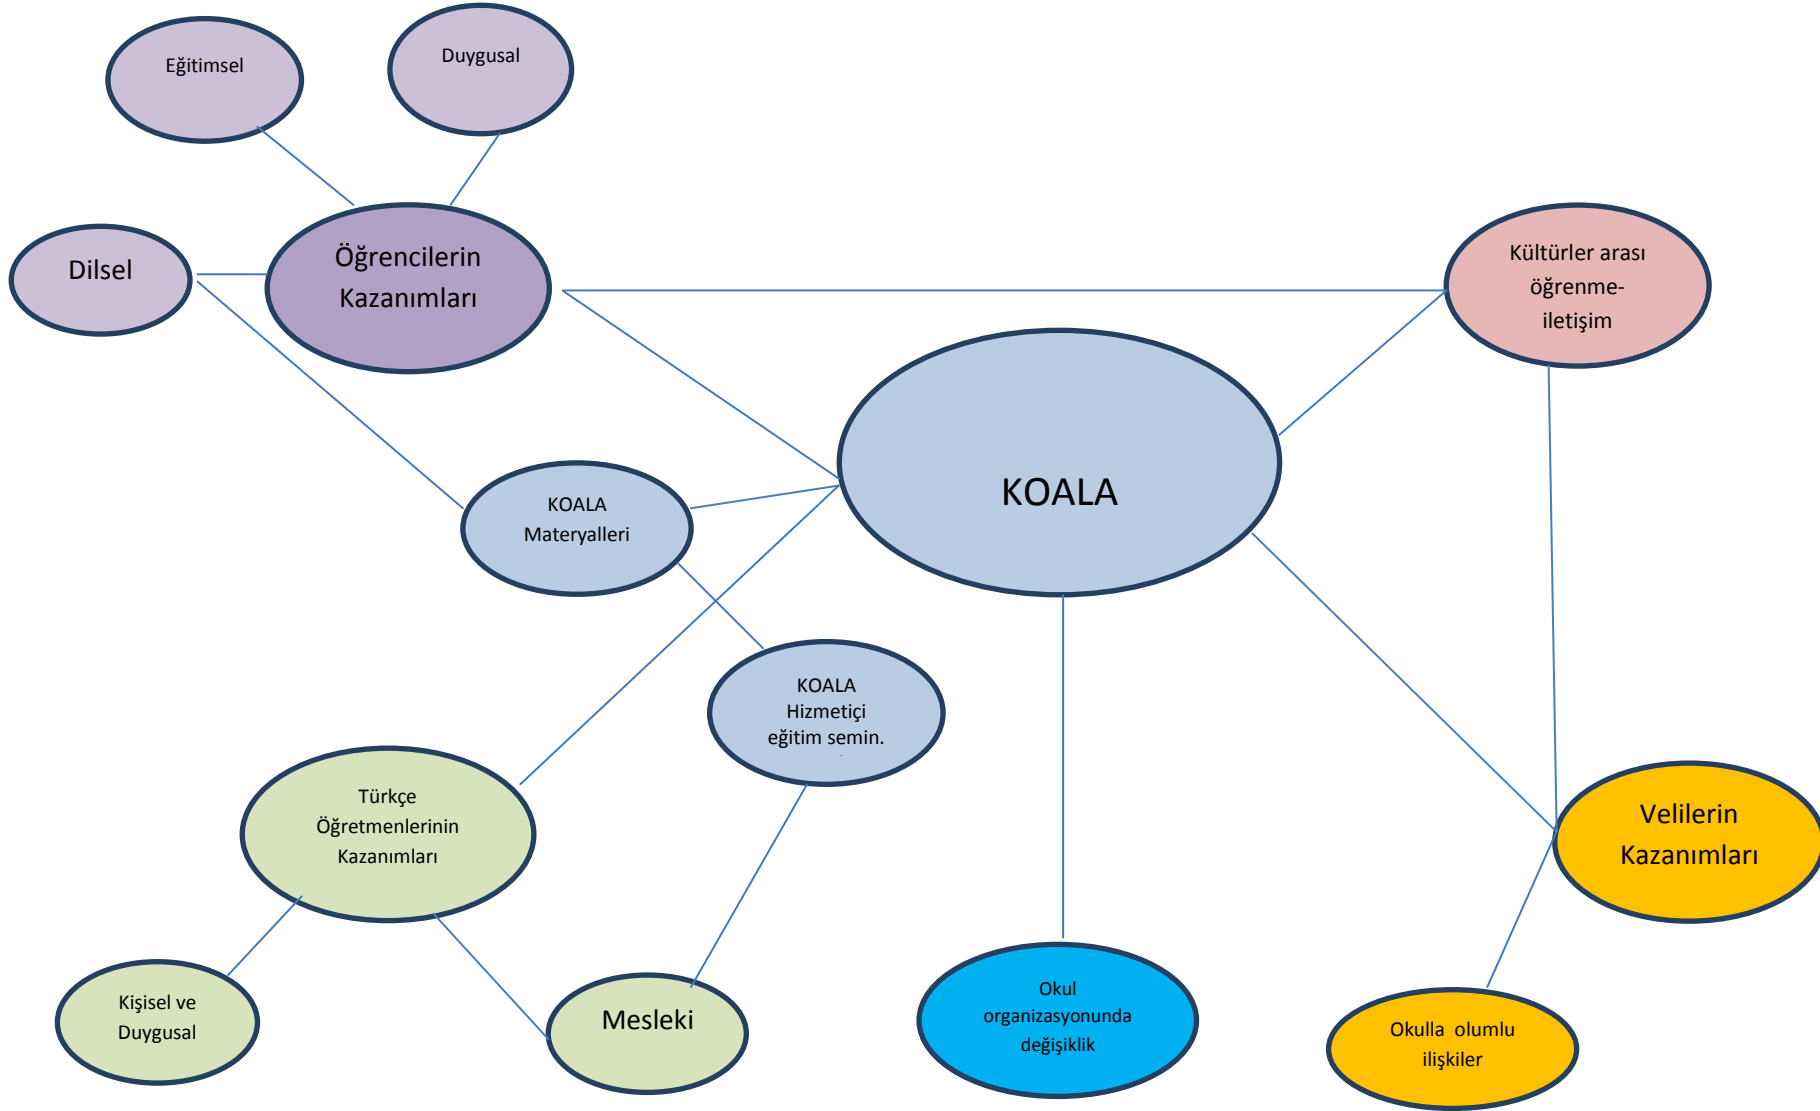 Eğitimsel
Duygusal
Dilsel
Öğrencilerin
Kazanımları
Kültürler arası
öğrenme-
iletişim
KOALA
KOALA
Materyalleri
KOALA
Hizmetiçi
eğitim semin.
Türkçe
Öğretmenlerinin
Kazanımları
Velilerin
Kazanımları
Kişisel ve
Duygusal
Mesleki
Okul
organizasyonunda
değişiklik
Okulla olumlu
ilişkiler